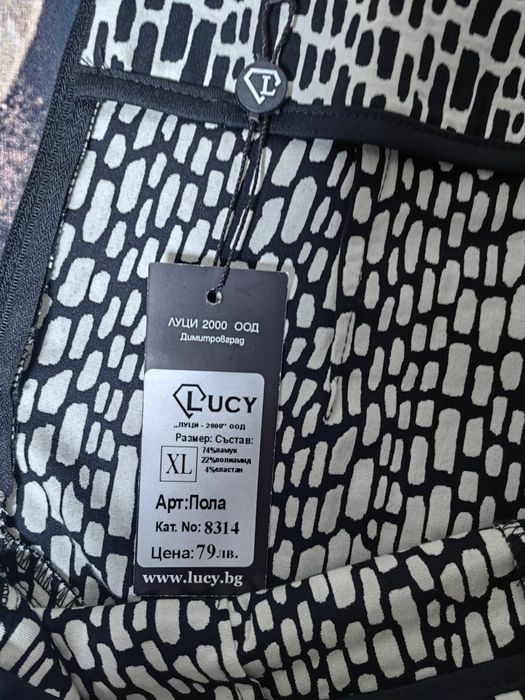 L
ЛУЦИ 2000 ООД
Димитровград
LUCY
„ЛУЦИ - 2000" ООД
Размер: Състав:
XL
74%памук
22%полиамид
4%еластан
Арт:Пола
Кат. No: 8314
Цена: 79лв.
www.lucy.bg